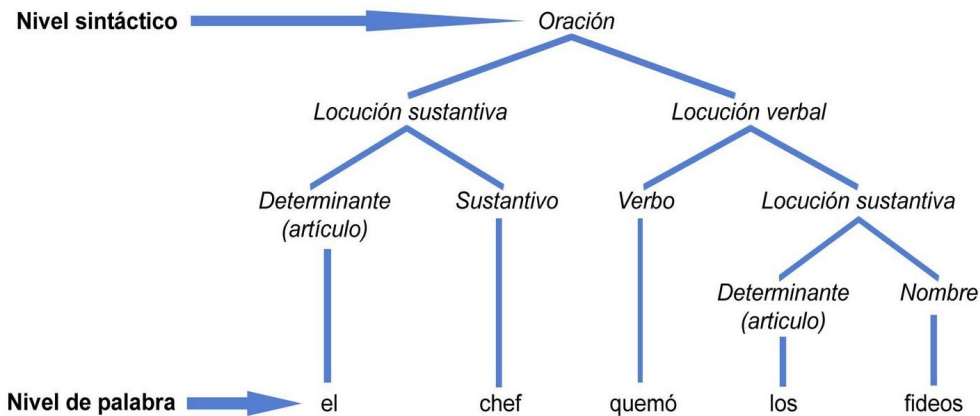 Nivel sintáctico
Oración
Locución sustantiva
Locución verbal
Determinante
(artículo)
Sustantivo
Verbo
Locución sustantiva
Determinante
(articulo)
Nombre
Nivel de palabra
el
chef
quemó
los
fideos